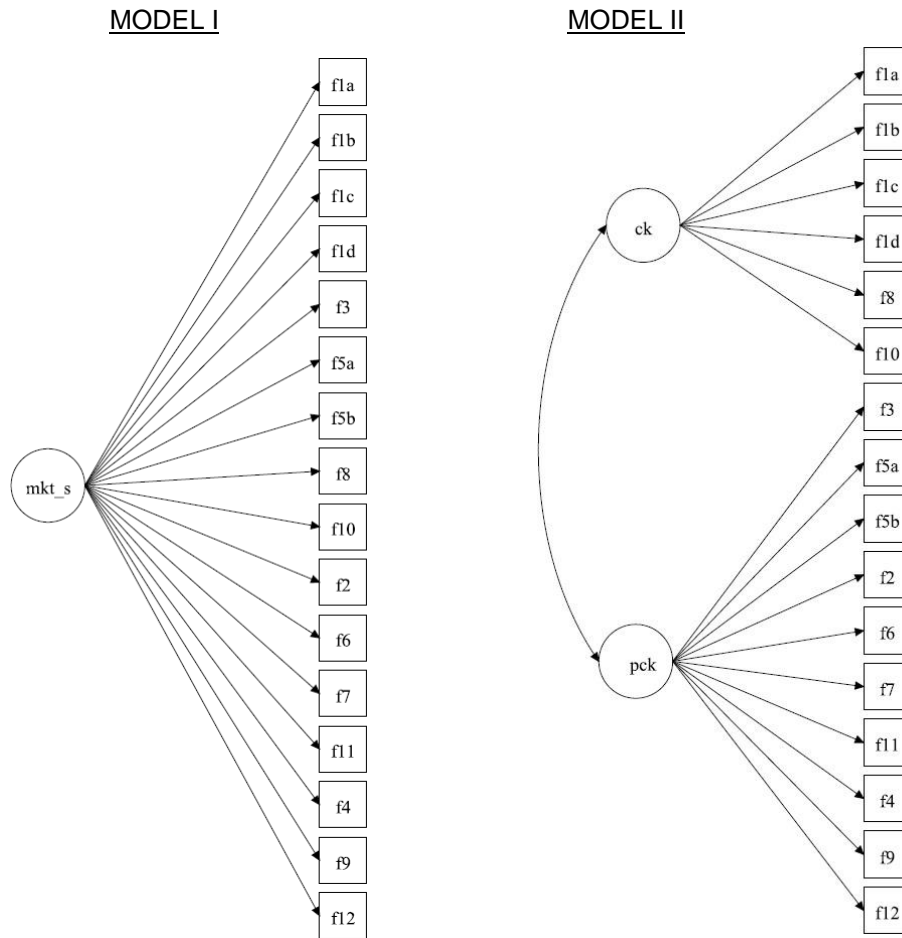 MODEL I
f1a
f1b
f1c
f1d
f3
f5a
f5b
f8
f10
f2
f6
f7
f11
f4
f9
f12
mkt_s
MODEL II
f1a
f1b
f1c
f1d
f8
f10
f3
f5a
f5b
f2
f6
f7
f11
f4
f9
f12
ck
pck